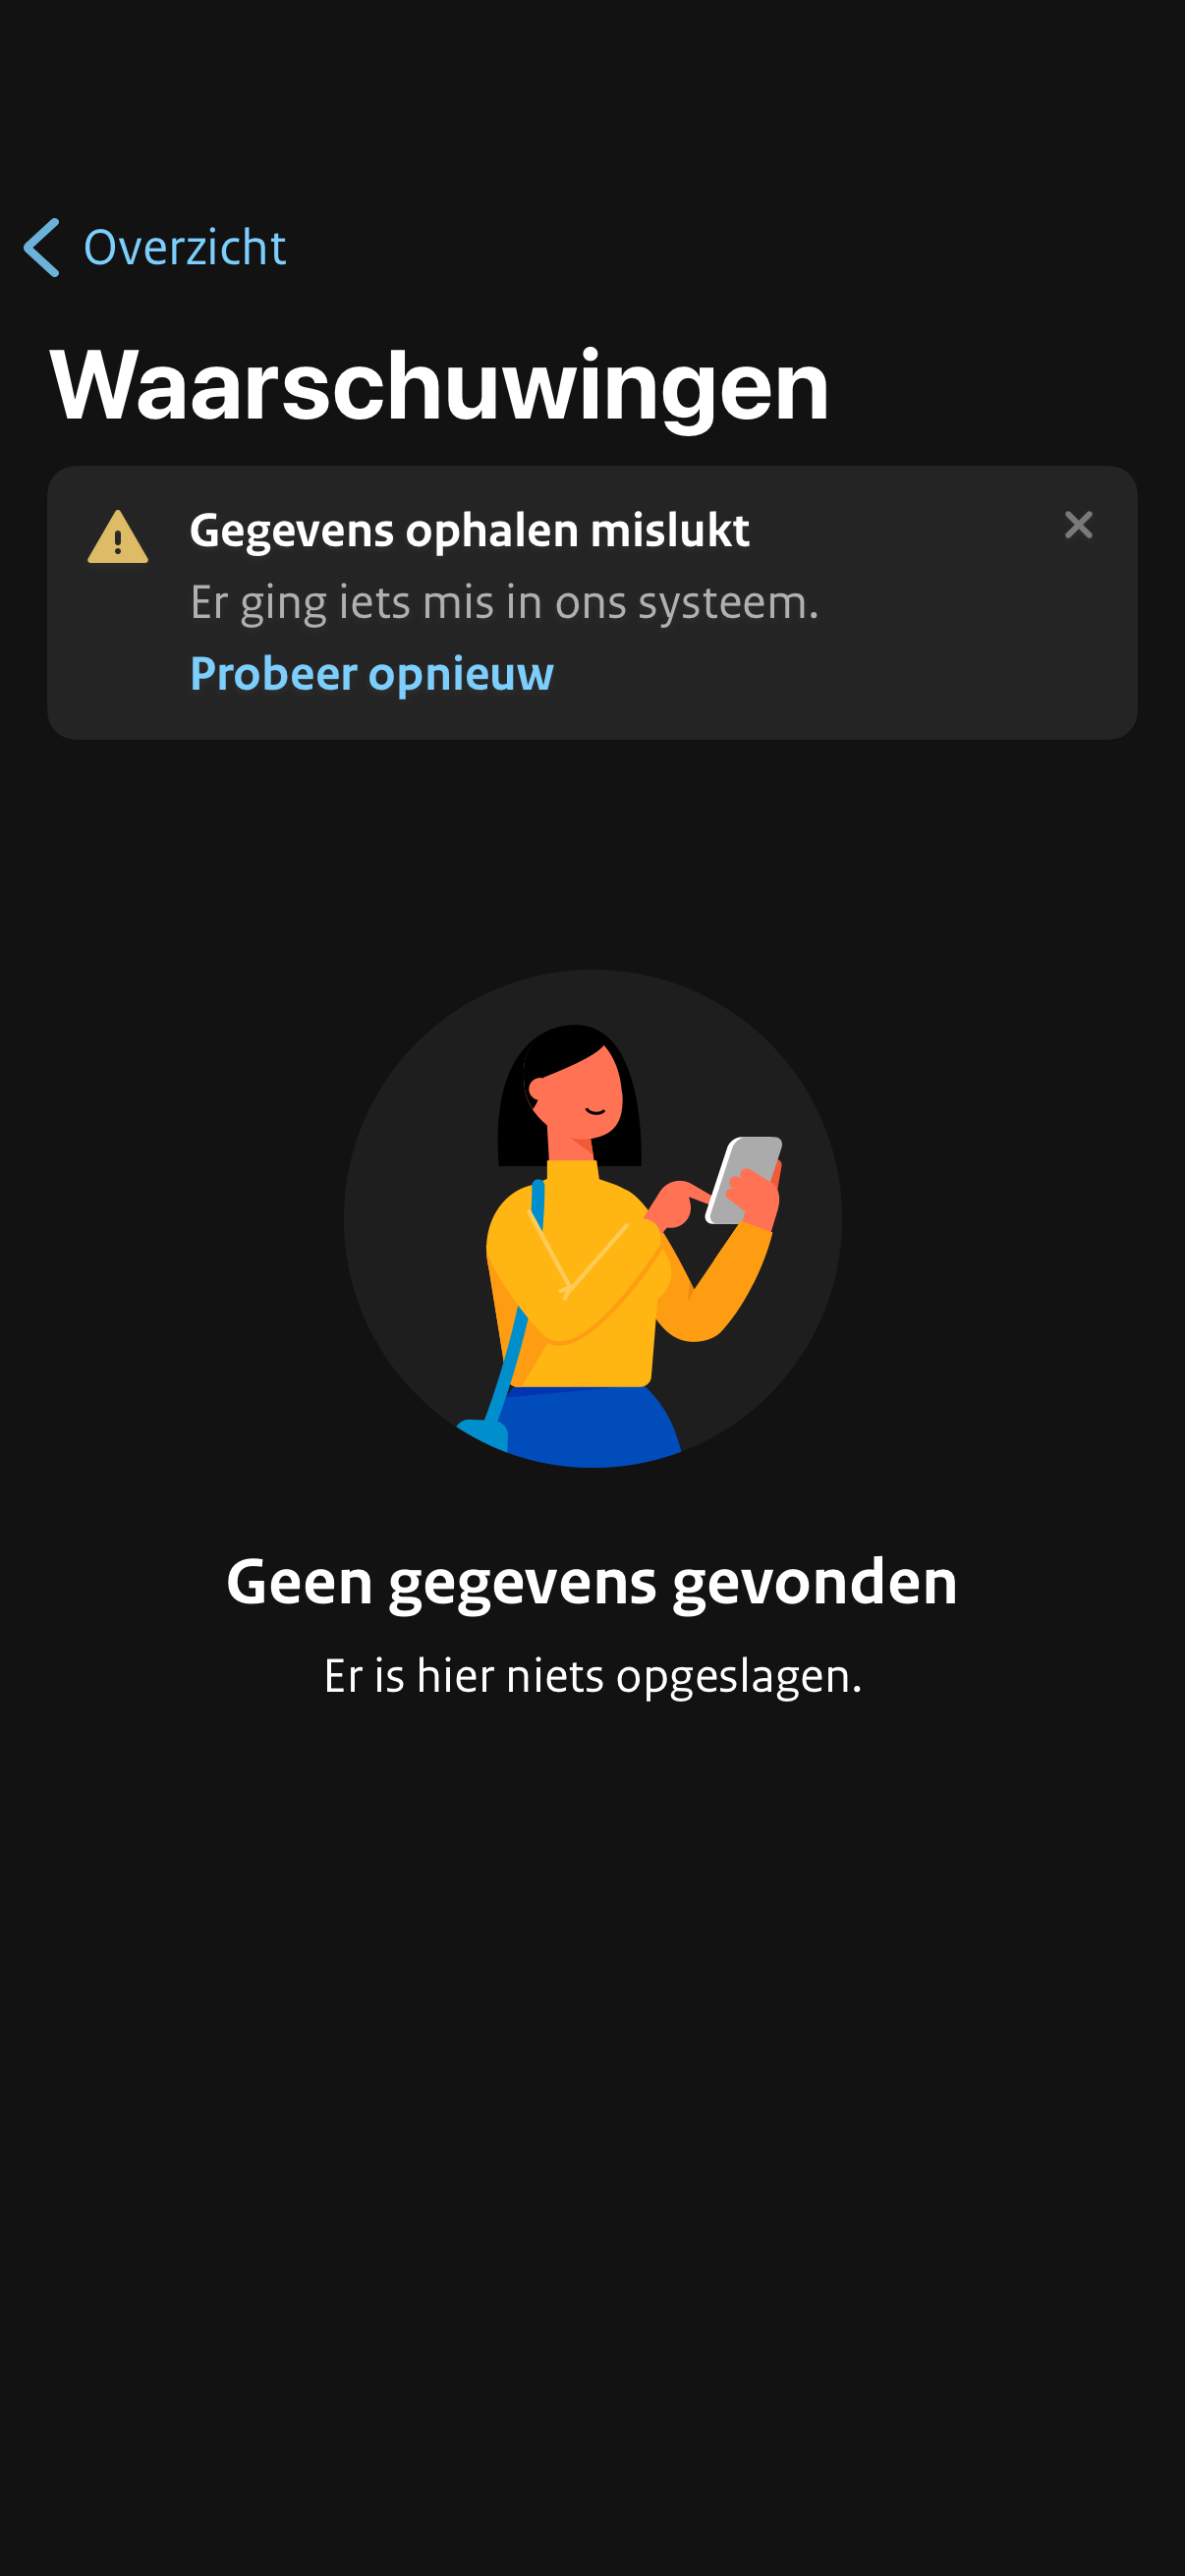 Overzicht
Waarschuwingen
Gegevens ophalen mislukt
Er ging iets mis in ons systeem.
Probeer opnieuw
Geen gegevens gevonden
Er is hier niets opgeslagen.